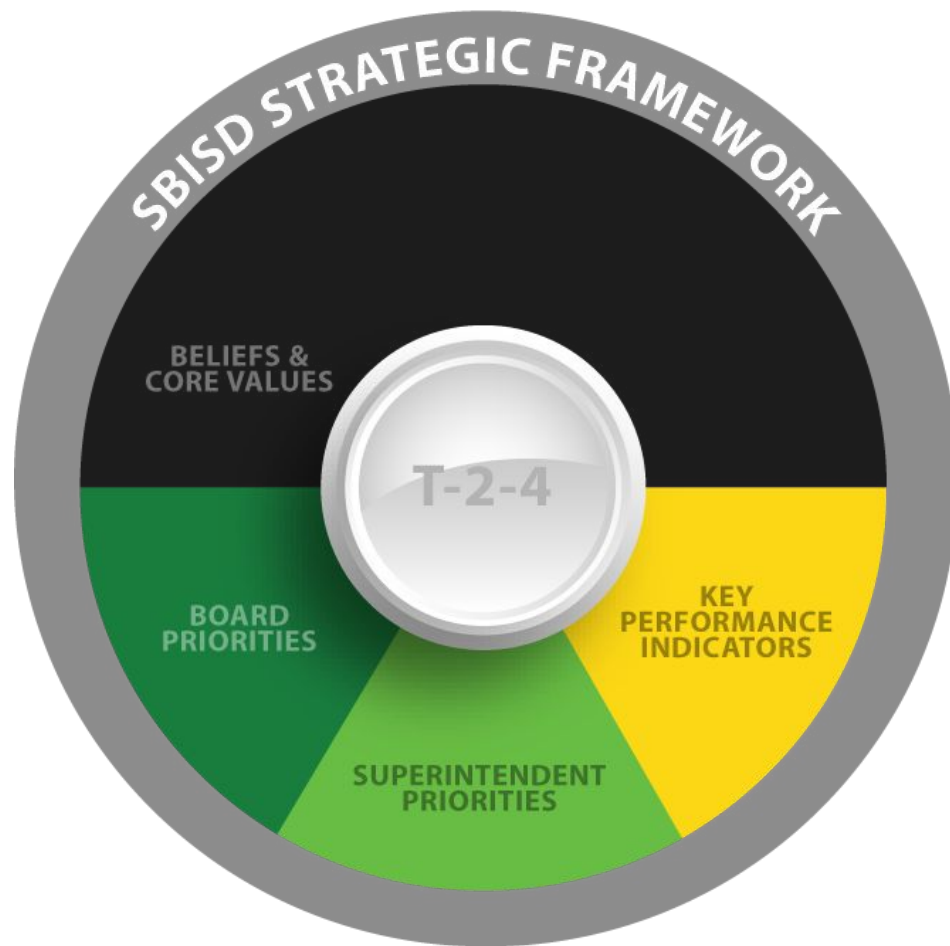 SBISD STRATEGIC FRAMEWORK
BELIEFS &
CORE VALUES
T-2-4
BOARD
PRIORITIES
KEY
PERFORMANCE
INDICATORS
SUPERINTENDENT
PRIORITIES